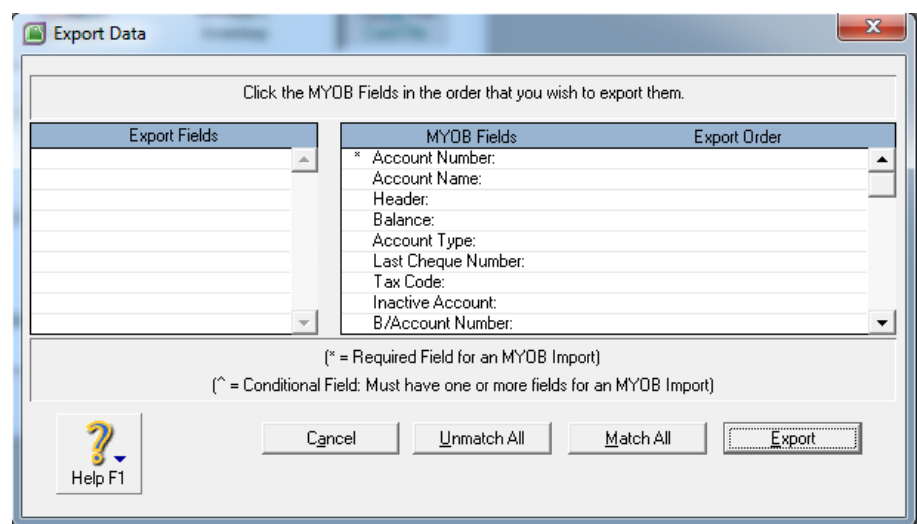 Export Data
Click the MYOB Fields in the order that you wish to export them.
Export Fields
MYOB Fields Export Order
* Account Number:
Account Name:
Header:
Balance:
Account Type:
Last Cheque Number:
Tax Code:
Inactive Account:
B/Account Number:
(* = Required Field for an MYOB Import)
(^ = Conditional Field: Must have one or more fields for an MYOB Import)
Help F1
Cancel Unmatch All Match All Export